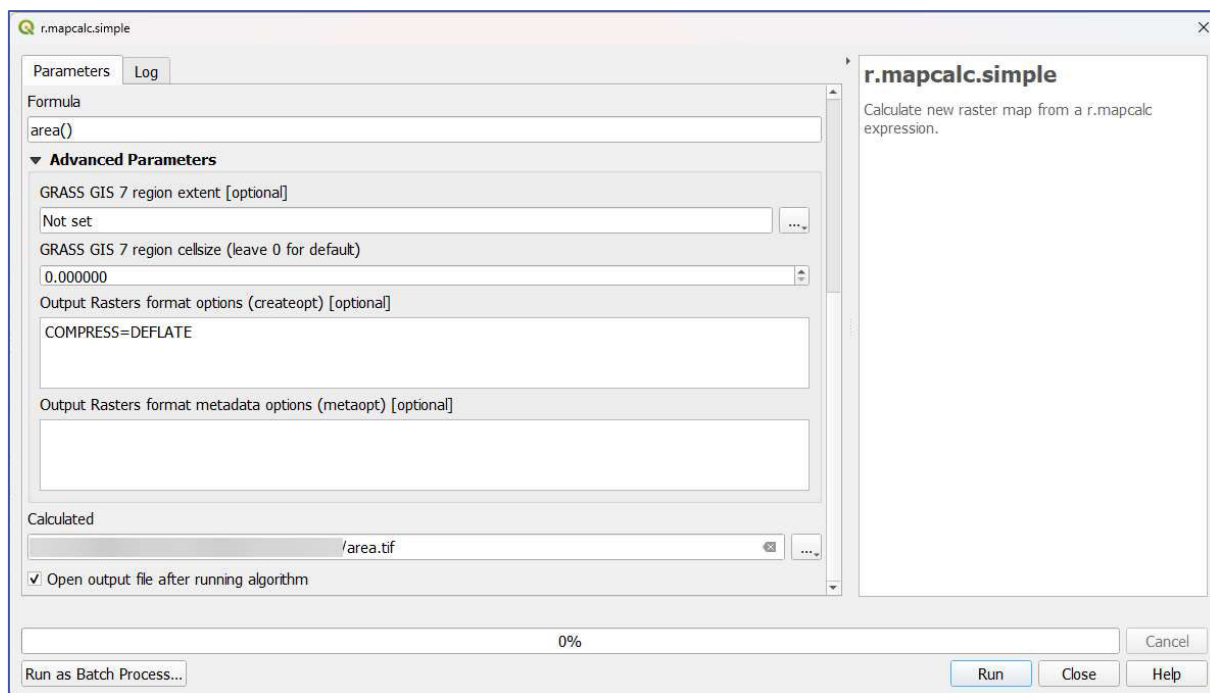 r.mapcalc.simple
Parameters
Log
Formula
area()
Advanced Parameters
GRASS GIS 7 region extent [optional]
Not set
...
GRASS GIS 7 region cellsize (leave 0 for default)
0.000000
Output Rasters format options (createopt) [optional]
COMPRESS=DEFLATE
Output Rasters format metadata options (metaopt) [optional]
Calculated
/area.tif
...
Open output file after running algorithm
r.mapcalc.simple
Calculate new raster map from a r.mapcalc
expression.
0%
Cancel
Run as Batch Process...
Run
Close
Help